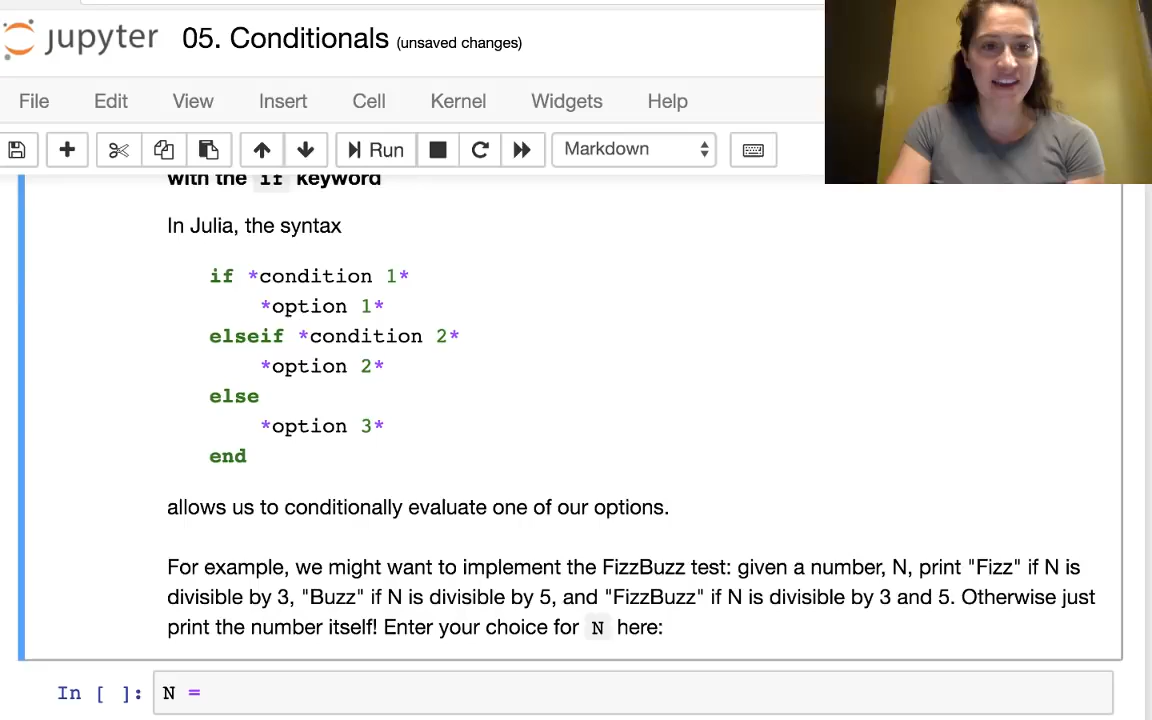 jupyter 05. Conditionals (unsaved changes)
File Edit View Insert Cell Kernel Widgets Help
Run Markdown
with the if keyword
In Julia, the syntax
if *condition 1*
*option 1*
elseif *condition 2*
*option 2*
else
*option 3*
end
allows us to conditionally evaluate one of our options.
For example, we might want to implement the FizzBuzz test: given a number, N, print "Fizz" if N is
divisible by 3, "Buzz" if N is divisible by 5, and "FizzBuzz" if N is divisible by 3 and 5. Otherwise just
print the number itself! Enter your choice for N here:
In [ ]: N =